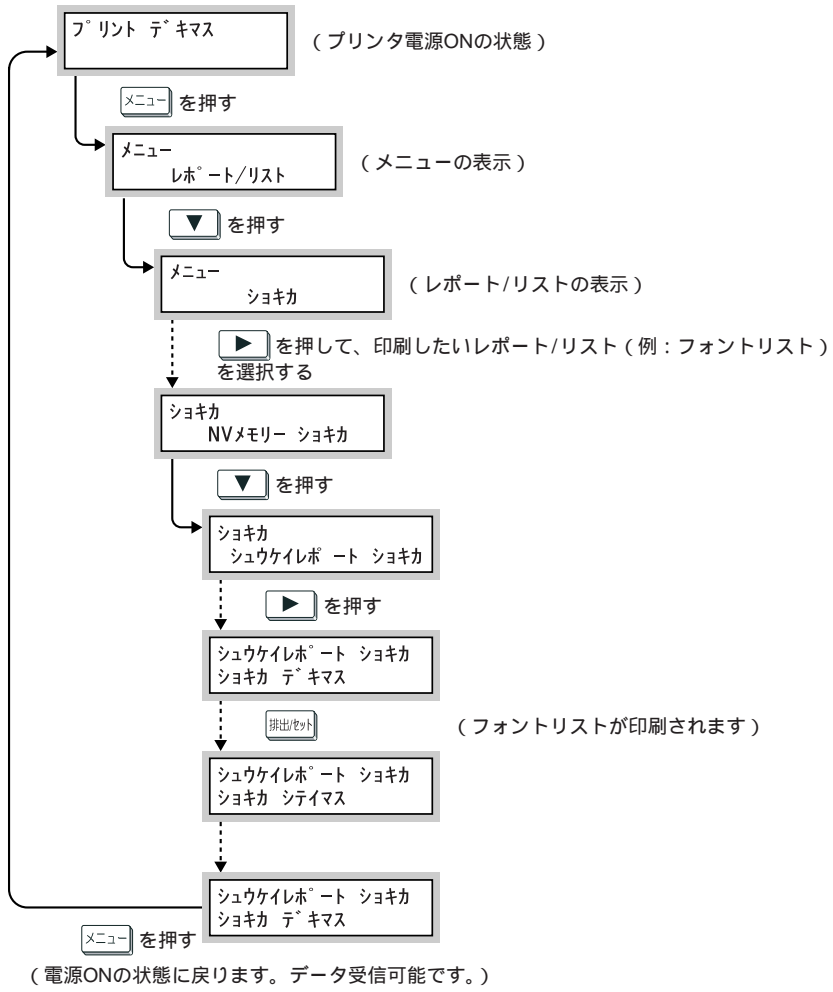 プリント デキマス
（プリンタ電源ONの状態）
メニュー を押す
メニュー
レポート/リスト
（メニューの表示）
▼ を押す
メニュー
ショキカ
（レポート/リストの表示）
▶ を押して、印刷したいレポート/リスト（例：フォントリスト）
を選択する
ショキカ
NVメモリー ショキカ
▼ を押す
ショキカ
シュウケイレポート ショキカ
▶ を押す
シュウケイレポート ショキカ
ショキカ デキマス
排出/セット
（フォントリストが印刷されます）
シュウケイレポート ショキカ
ショキカ シテイマス
シュウケイレポート ショキカ
ショキカ デキマス
メニュー を押す
（電源ONの状態に戻ります。データ受信可能です。）